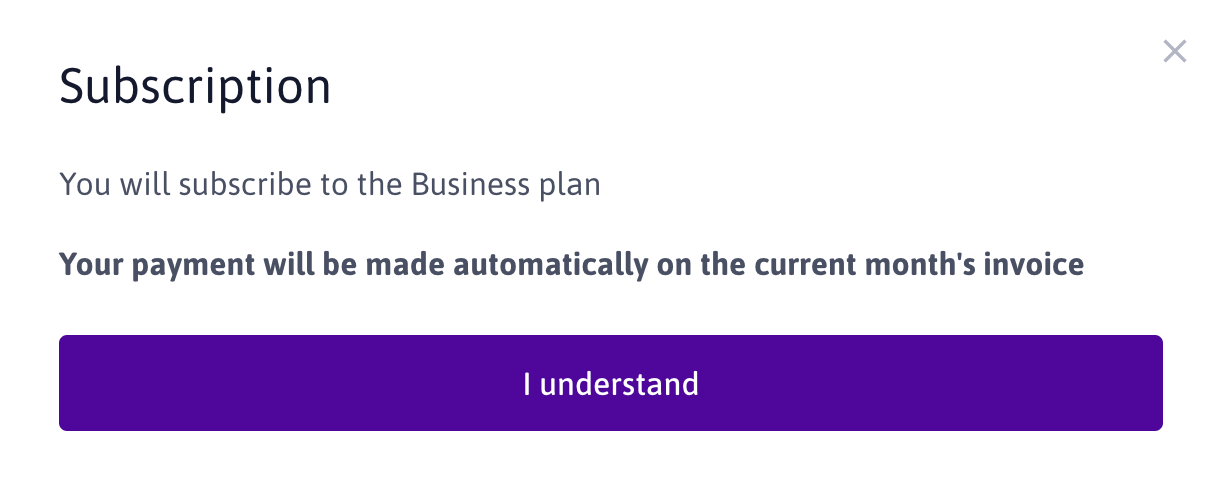 Subscription
You will subscribe to the Business plan
Your payment will be made automatically on the current month's invoice
I understand